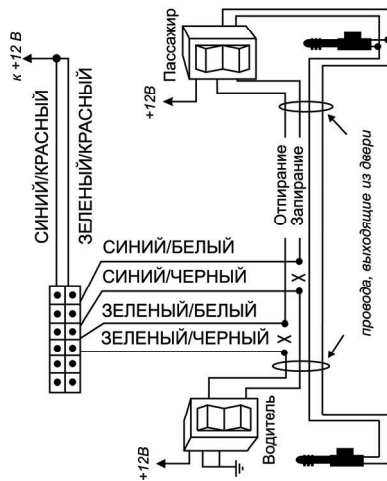 к +12 В
СИНИЙ/КРАСНЫЙ
ЗЕЛЕНЫЙ/КРАСНЫЙ
+12В
Пассажир
СИНИЙ/БЕЛЫЙ
СИНИЙ/ЧЕРНЫЙ
ЗЕЛЕНЫЙ/БЕЛЫЙ
ЗЕЛЕНЫЙ/ЧЕРНЫЙ
Отпирание
Запирание
провода, выходящие из двери
+12В
Водитель